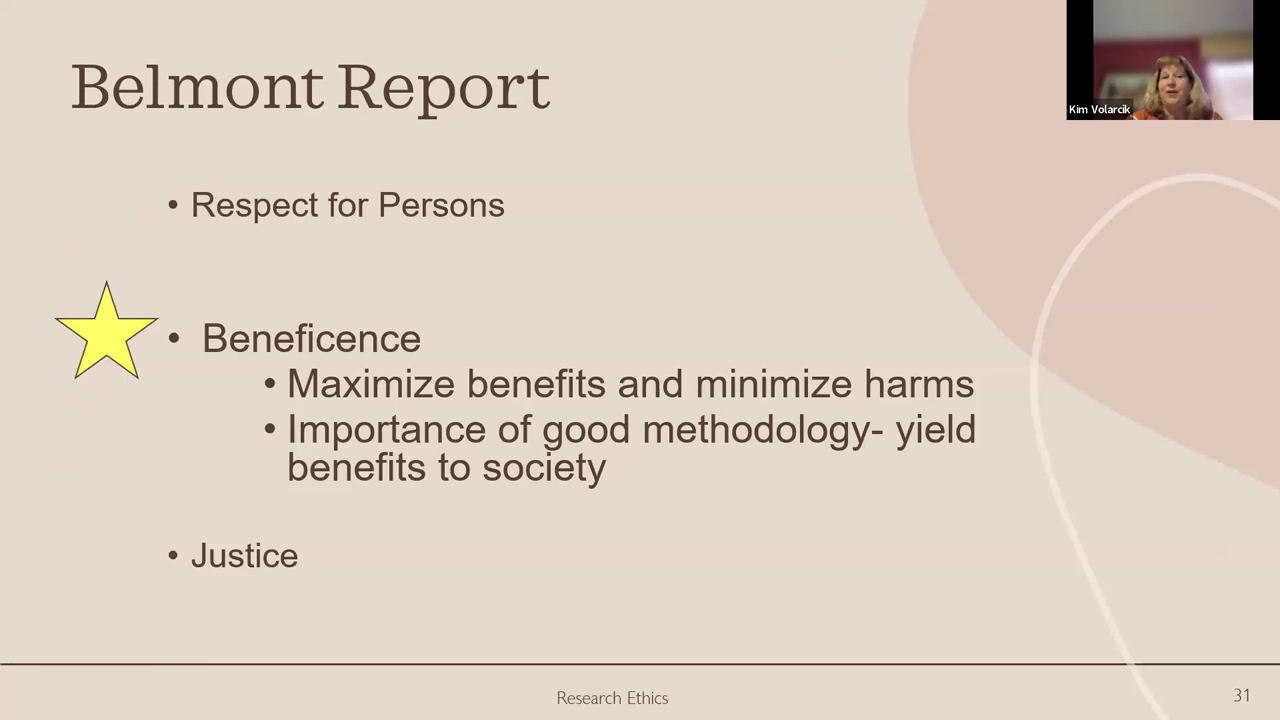 Belmont Report
Kim Volarcik
• Respect for Persons
• Beneficence
• Maximize benefits and minimize harms
• Importance of good methodology- yield
benefits to society
• Justice
Research Ethics
31